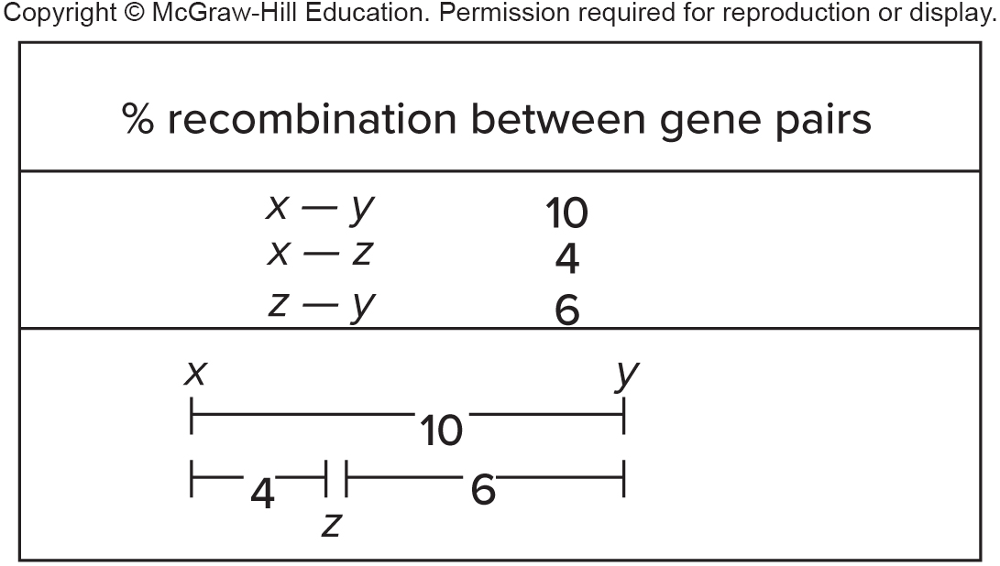 Copyright © McGraw-Hill Education. Permission required for reproduction or display.
% recombination between gene pairs
x — y 10
x — z 4
z — y 6
x y
10
4 6
z